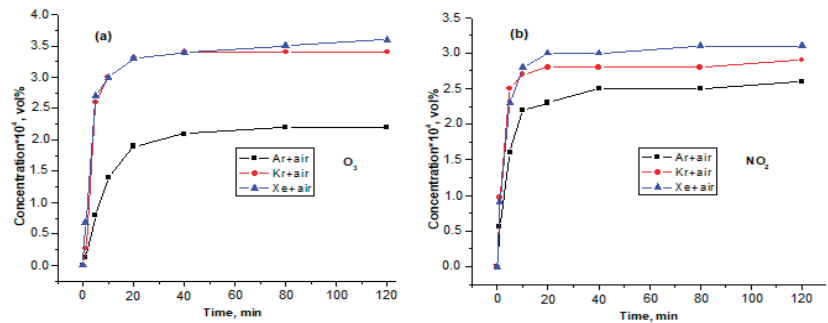 (a)
Concentration*10⁴, vol%
4.0
3.5
3.0
2.5
2.0
1.5
1.0
0.5
0.0
Ar+air
Kr+air
Xe+air
O₃
0 20 40 60 80 100 120
Time, min
(b)
3.5
3.0
2.5
2.0
1.5
1.0
0.5
0.0
Ar+air
Kr+air
Xe+air
NO₂
0 20 40 60 80 100 120
Time, min